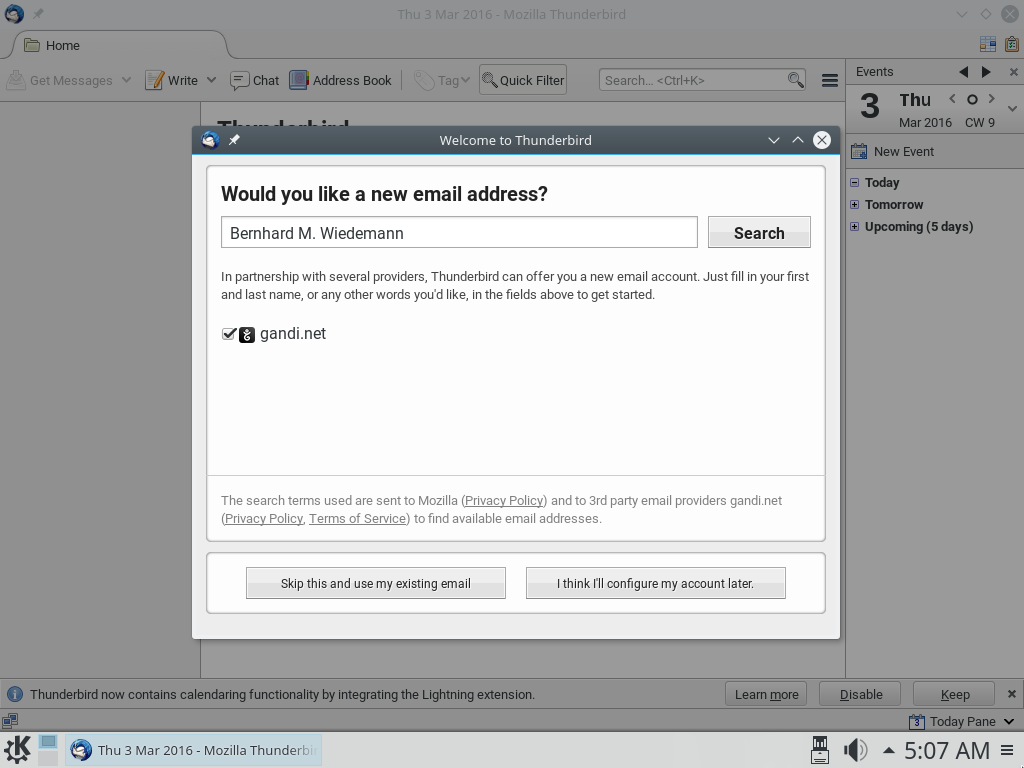 Thu 3 Mar 2016 - Mozilla Thunderbird
Home
Get Messages
Write
Chat
Address Book
Tag
Quick Filter
Search... <Ctrl+K>
Events
3
Thu
Mar 2016 CW 9
New Event
Today
Tomorrow
Upcoming (5 days)
Thunderbird
Welcome to Thunderbird
Would you like a new email address?
Bernhard M. Wiedemann
Search
In partnership with several providers, Thunderbird can offer you a new email account. Just fill in your first
and last name, or any other words you'd like, in the fields above to get started.
gandi.net
The search terms used are sent to Mozilla (Privacy Policy) and to 3rd party email providers gandi.net
(Privacy Policy, Terms of Service) to find available email addresses.
Skip this and use my existing email
I think I'll configure my account later.
Thunderbird now contains calendaring functionality by integrating the Lightning extension.
Learn more
Disable
Keep
3
Today Pane
Thu 3 Mar 2016 - Mozilla Thunderbi
5:07 AM